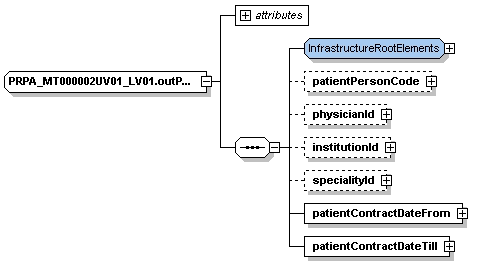 attributes
InfrastructureRootElements
PRPA_MT000002UV01_LV01.outP...
patientPersonCode
physicianId
institutionId
specialityId
patientContractDateFrom
patientContractDateTill